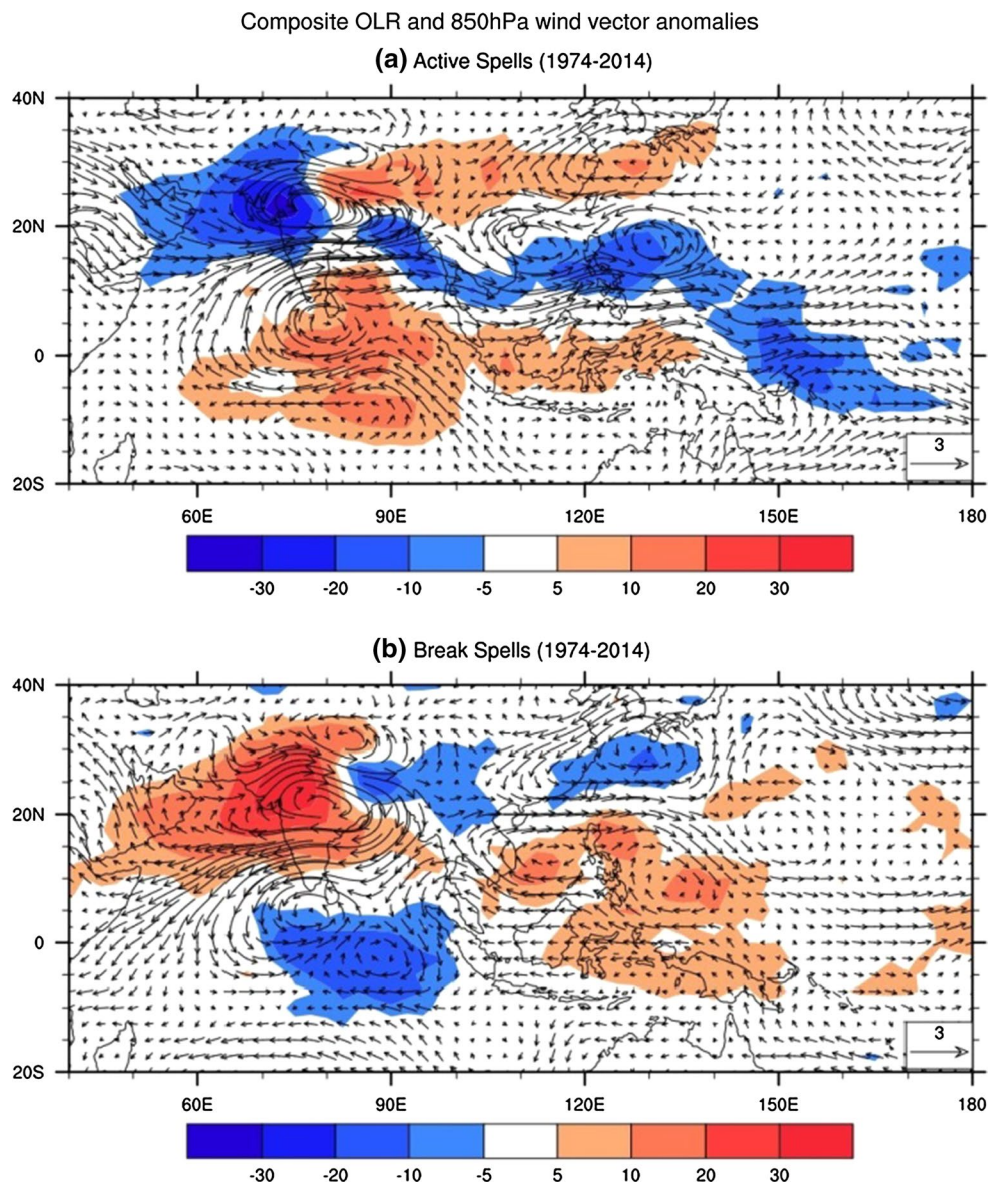 Composite OLR and 850hPa wind vector anomalies
(a) Active Spells (1974-2014)
40N
20N
0
20S
3
60E 90E 120E 150E 180
-30 -20 -10 -5 5 10 20 30
(b) Break Spells (1974-2014)
40N
20N
0
20S
3
60E 90E 120E 150E 180
-30 -20 -10 -5 5 10 20 30